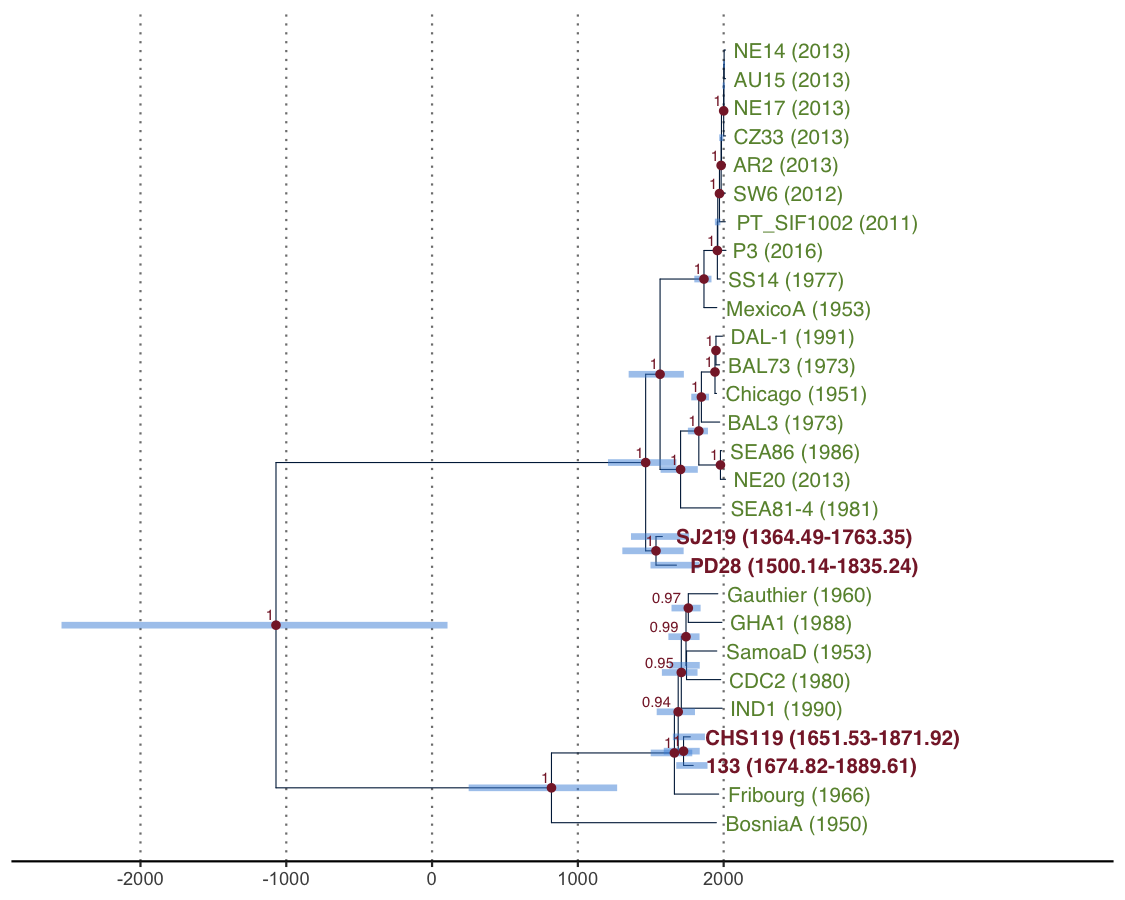 NE14 (2013)
AU15 (2013)
1
NE17 (2013)
CZ33 (2013)
1
AR2 (2013)
1
SW6 (2012)
PT_SIF1002 (2011)
1
P3 (2016)
1
SS14 (1977)
MexicoA (1953)
1
DAL-1 (1991)
1
1
BAL73 (1973)
1
Chicago (1951)
1
BAL3 (1973)
1
1
1
SEA86 (1986)
NE20 (2013)
SEA81-4 (1981)
1
SJ219 (1364.49-1763.35)
PD28 (1500.14-1835.24)
0.97
Gauthier (1960)
1
0.99
GHA1 (1988)
0.95
SamoaD (1953)
CDC2 (1980)
0.94
IND1 (1990)
1
1
CHS119 (1651.53-1871.92)
133 (1674.82-1889.61)
1
Fribourg (1966)
BosniaA (1950)
-2000 -1000 0 1000 2000